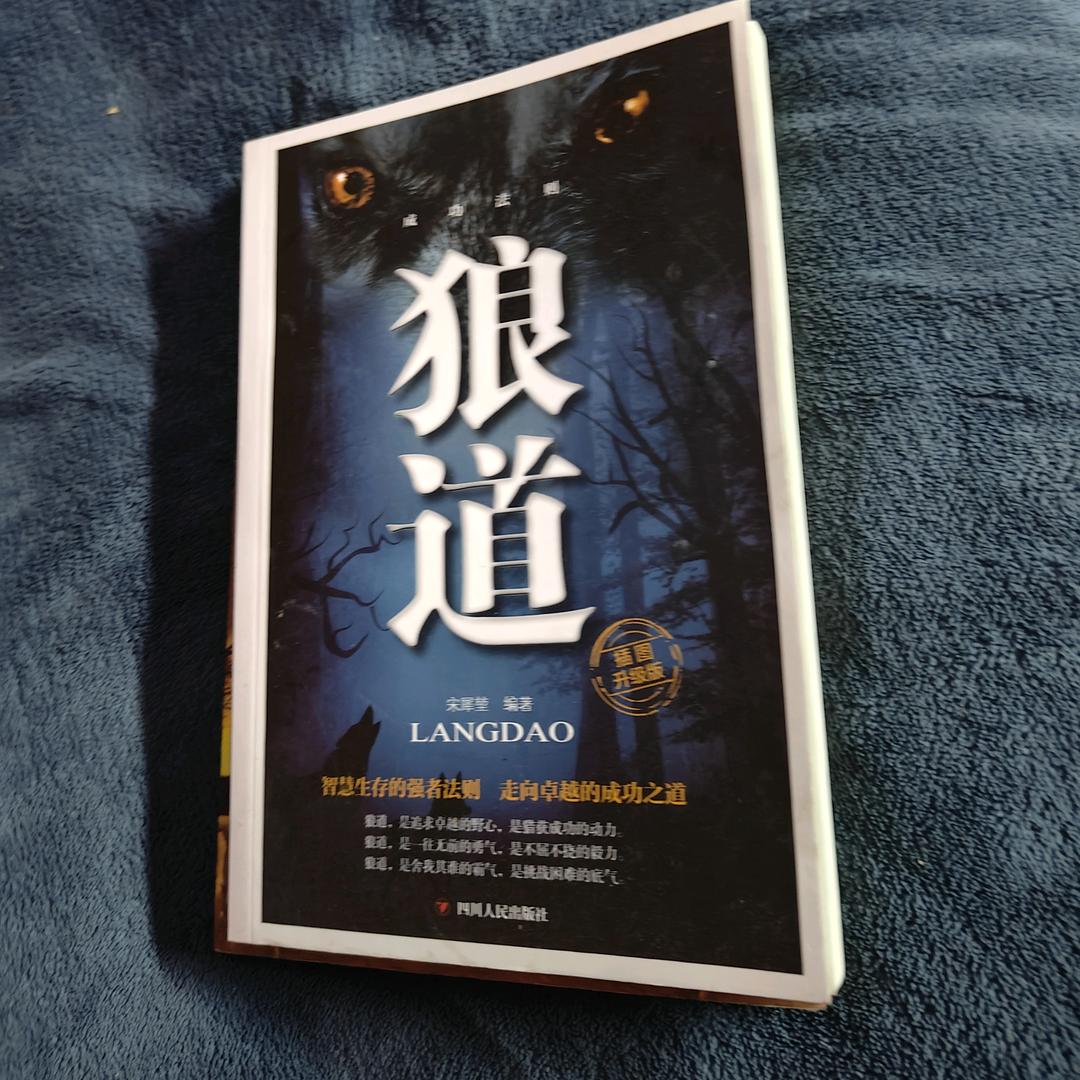 成功法则
狼
道
插图
升级版
宋犀堃 编著
LANGDAO
智慧生存的强者法则 走向卓越的成功之道
狼道，是追求卓越的野心，是猎获成功的动力。
狼道，是一往无前的勇气，是不屈不挠的毅力。
狼道，是舍我其谁的霸气，是挑战困难的底气。
四川人民出版社